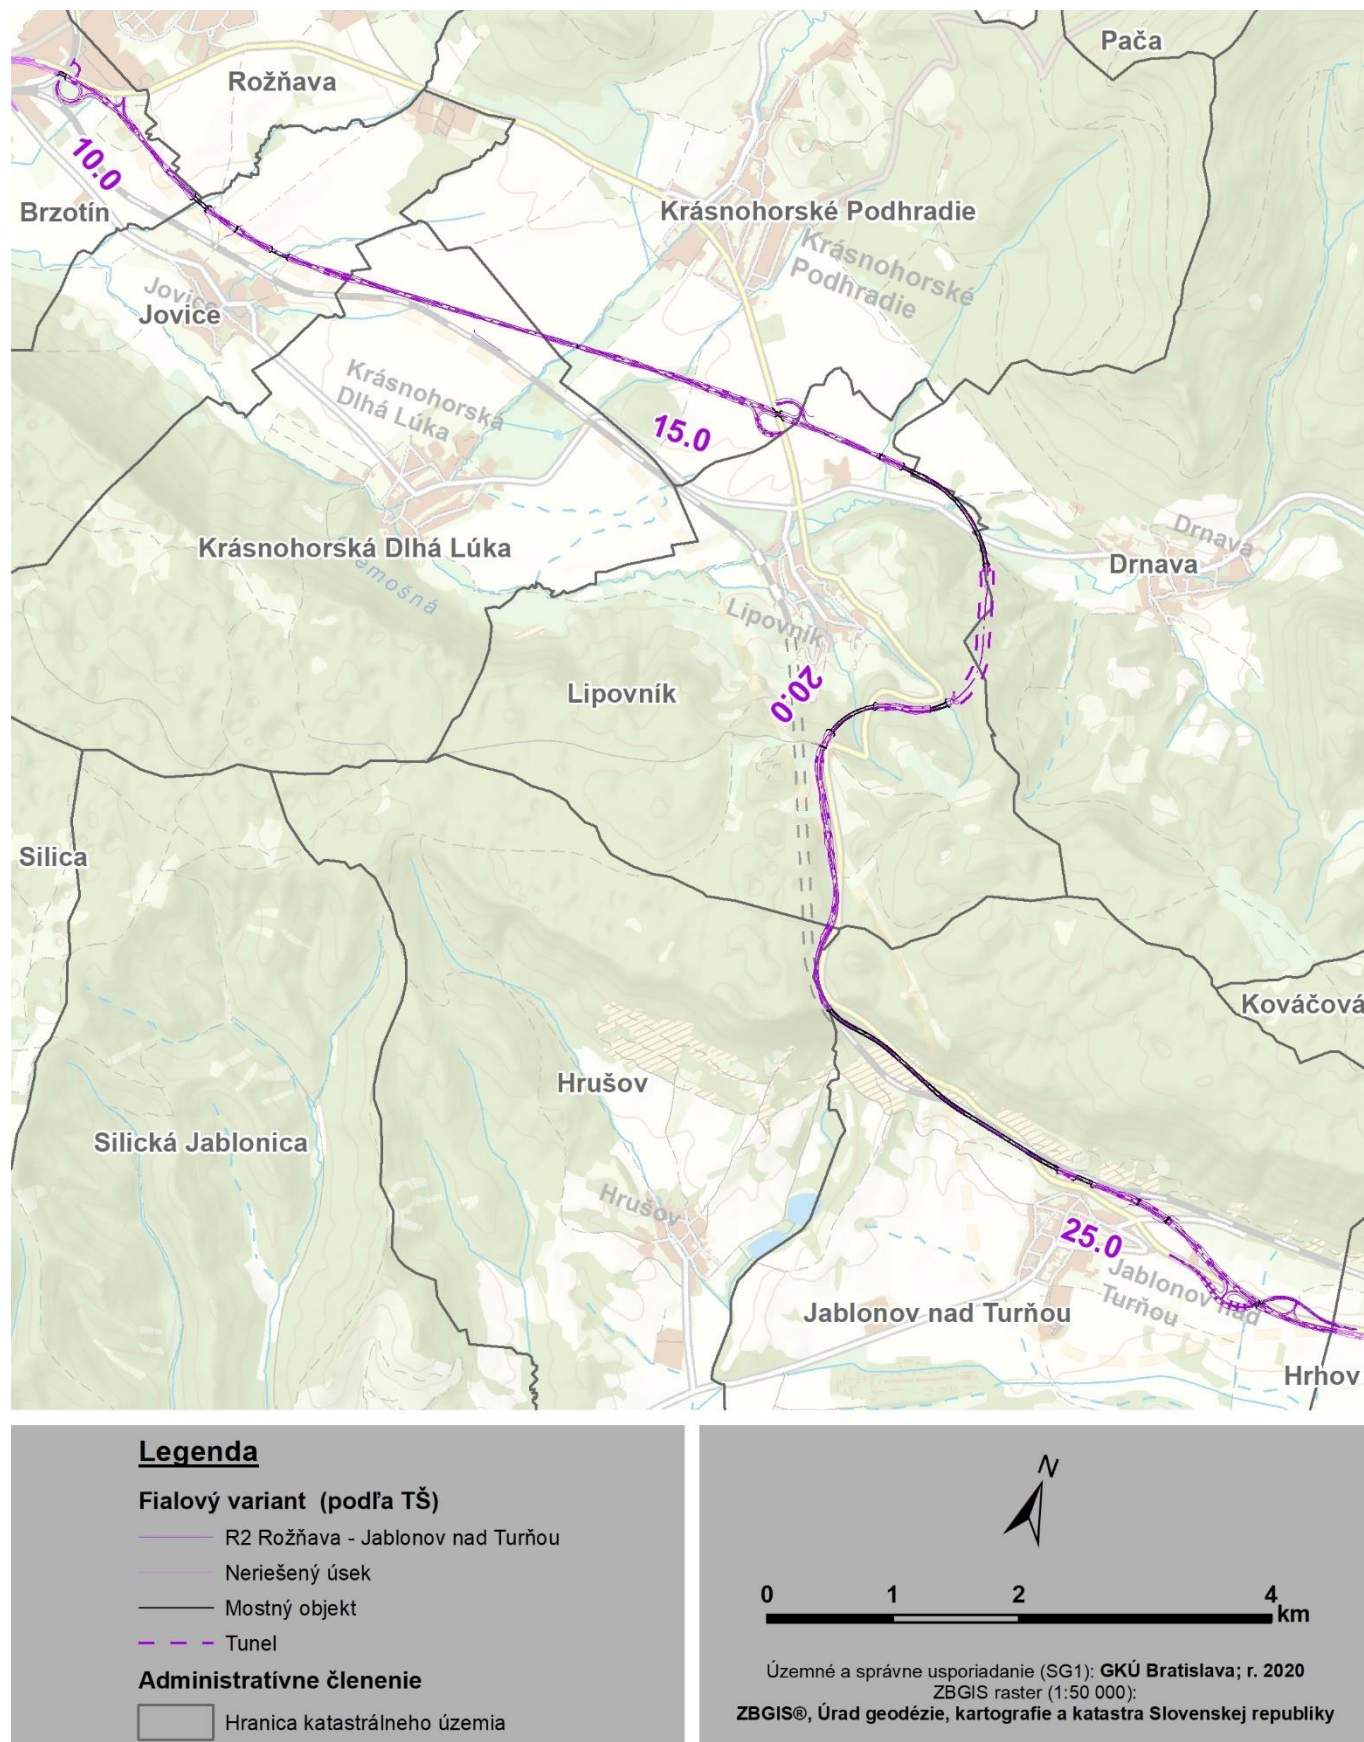 Pača
Rožňava
10.0
Brzotín
Krásnohorské Podhradie
Krásnohorské
Podhradie
Jovice
Jovice
Krásnohorská
Dlhá Lúka
15.0
Drnava
Krásnohorská Dlhá Lúka
Drnava
Lipovník
Lipovník
20.0
Silica
Kováčová
Hrušov
Silická Jablonica
Hrušov
25.0
Jablonov nad
Turňou
Jablonov nad Turňou
Hrhov
Legenda
Fialový variant (podľa TŠ)
R2 Rožňava - Jablonov nad Turňou
Neriešený úsek
Mostný objekt
Tunel
Administratívne členenie
Hranica katastrálneho územia
N
0 1 2 4
km
Územné a správne usporiadanie (SG1): GKÚ Bratislava; r. 2020
ZBGIS raster (1:50 000):
ZBGIS®, Úrad geodézie, kartografie a katastra Slovenskej republiky